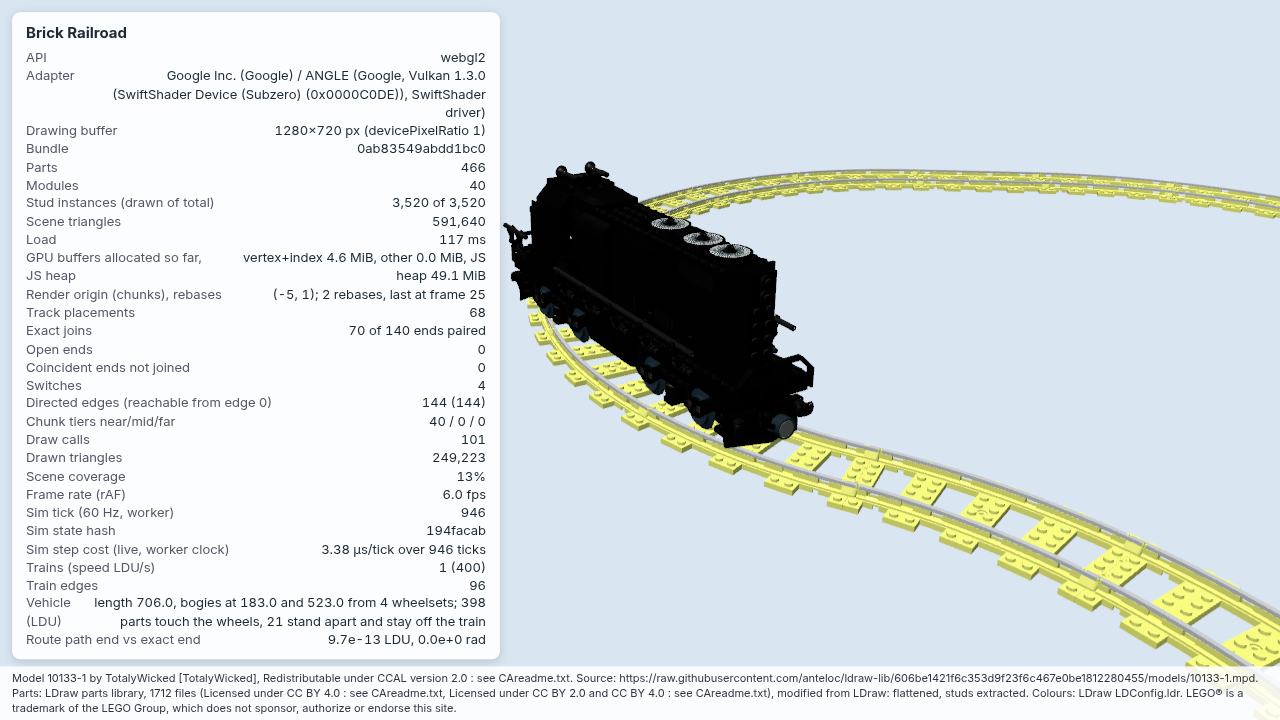 Brick Railroad
API webgl2
Adapter Google Inc. (Google) / ANGLE (Google, Vulkan 1.3.0
(SwiftShader Device (Subzero) (0x0000C0DE)), SwiftShader
driver)
Drawing buffer 1280×720 px (devicePixelRatio 1)
Bundle 0ab83549abdd1bc0
Parts 466
Modules 40
Stud instances (drawn of total) 3,520 of 3,520
Scene triangles 591,640
Load 117 ms
GPU buffers allocated so far, vertex+index 4.6 MiB, other 0.0 MiB, JS
JS heap heap 49.1 MiB
Render origin (chunks), rebases (-5, 1); 2 rebases, last at frame 25
Track placements 68
Exact joins 70 of 140 ends paired
Open ends 0
Coincident ends not joined 0
Switches 4
Directed edges (reachable from edge 0) 144 (144)
Chunk tiers near/mid/far 40 / 0 / 0
Draw calls 101
Drawn triangles 249,223
Scene coverage 13%
Frame rate (rAF) 6.0 fps
Sim tick (60 Hz, worker) 946
Sim state hash 194facab
Sim step cost (live, worker clock) 3.38 µs/tick over 946 ticks
Trains (speed LDU/s) 1 (400)
Train edges 96
Vehicle length 706.0, bogies at 183.0 and 523.0 from 4 wheelsets; 398
(LDU) parts touch the wheels, 21 stand apart and stay off the train
Route path end vs exact end 9.7e-13 LDU, 0.0e+0 rad
Model 10133-1 by TotalyWicked [TotalyWicked], Redistributable under CCAL version 2.0 : see CAreadme.txt. Source: https://raw.githubusercontent.com/anteloc/ldraw-lib/606be1421f6c353d9f23f6c467e0be1812280455/models/10133-1.mpd.
Parts: LDraw parts library, 1712 files (Licensed under CC BY 4.0 : see CAreadme.txt, Licensed under CC BY 2.0 and CC BY 4.0 : see CAreadme.txt), modified from LDraw: flattened, studs extracted. Colours: LDraw LDConfig.ldr. LEGO® is a
trademark of the LEGO Group, which does not sponsor, authorize or endorse this site.